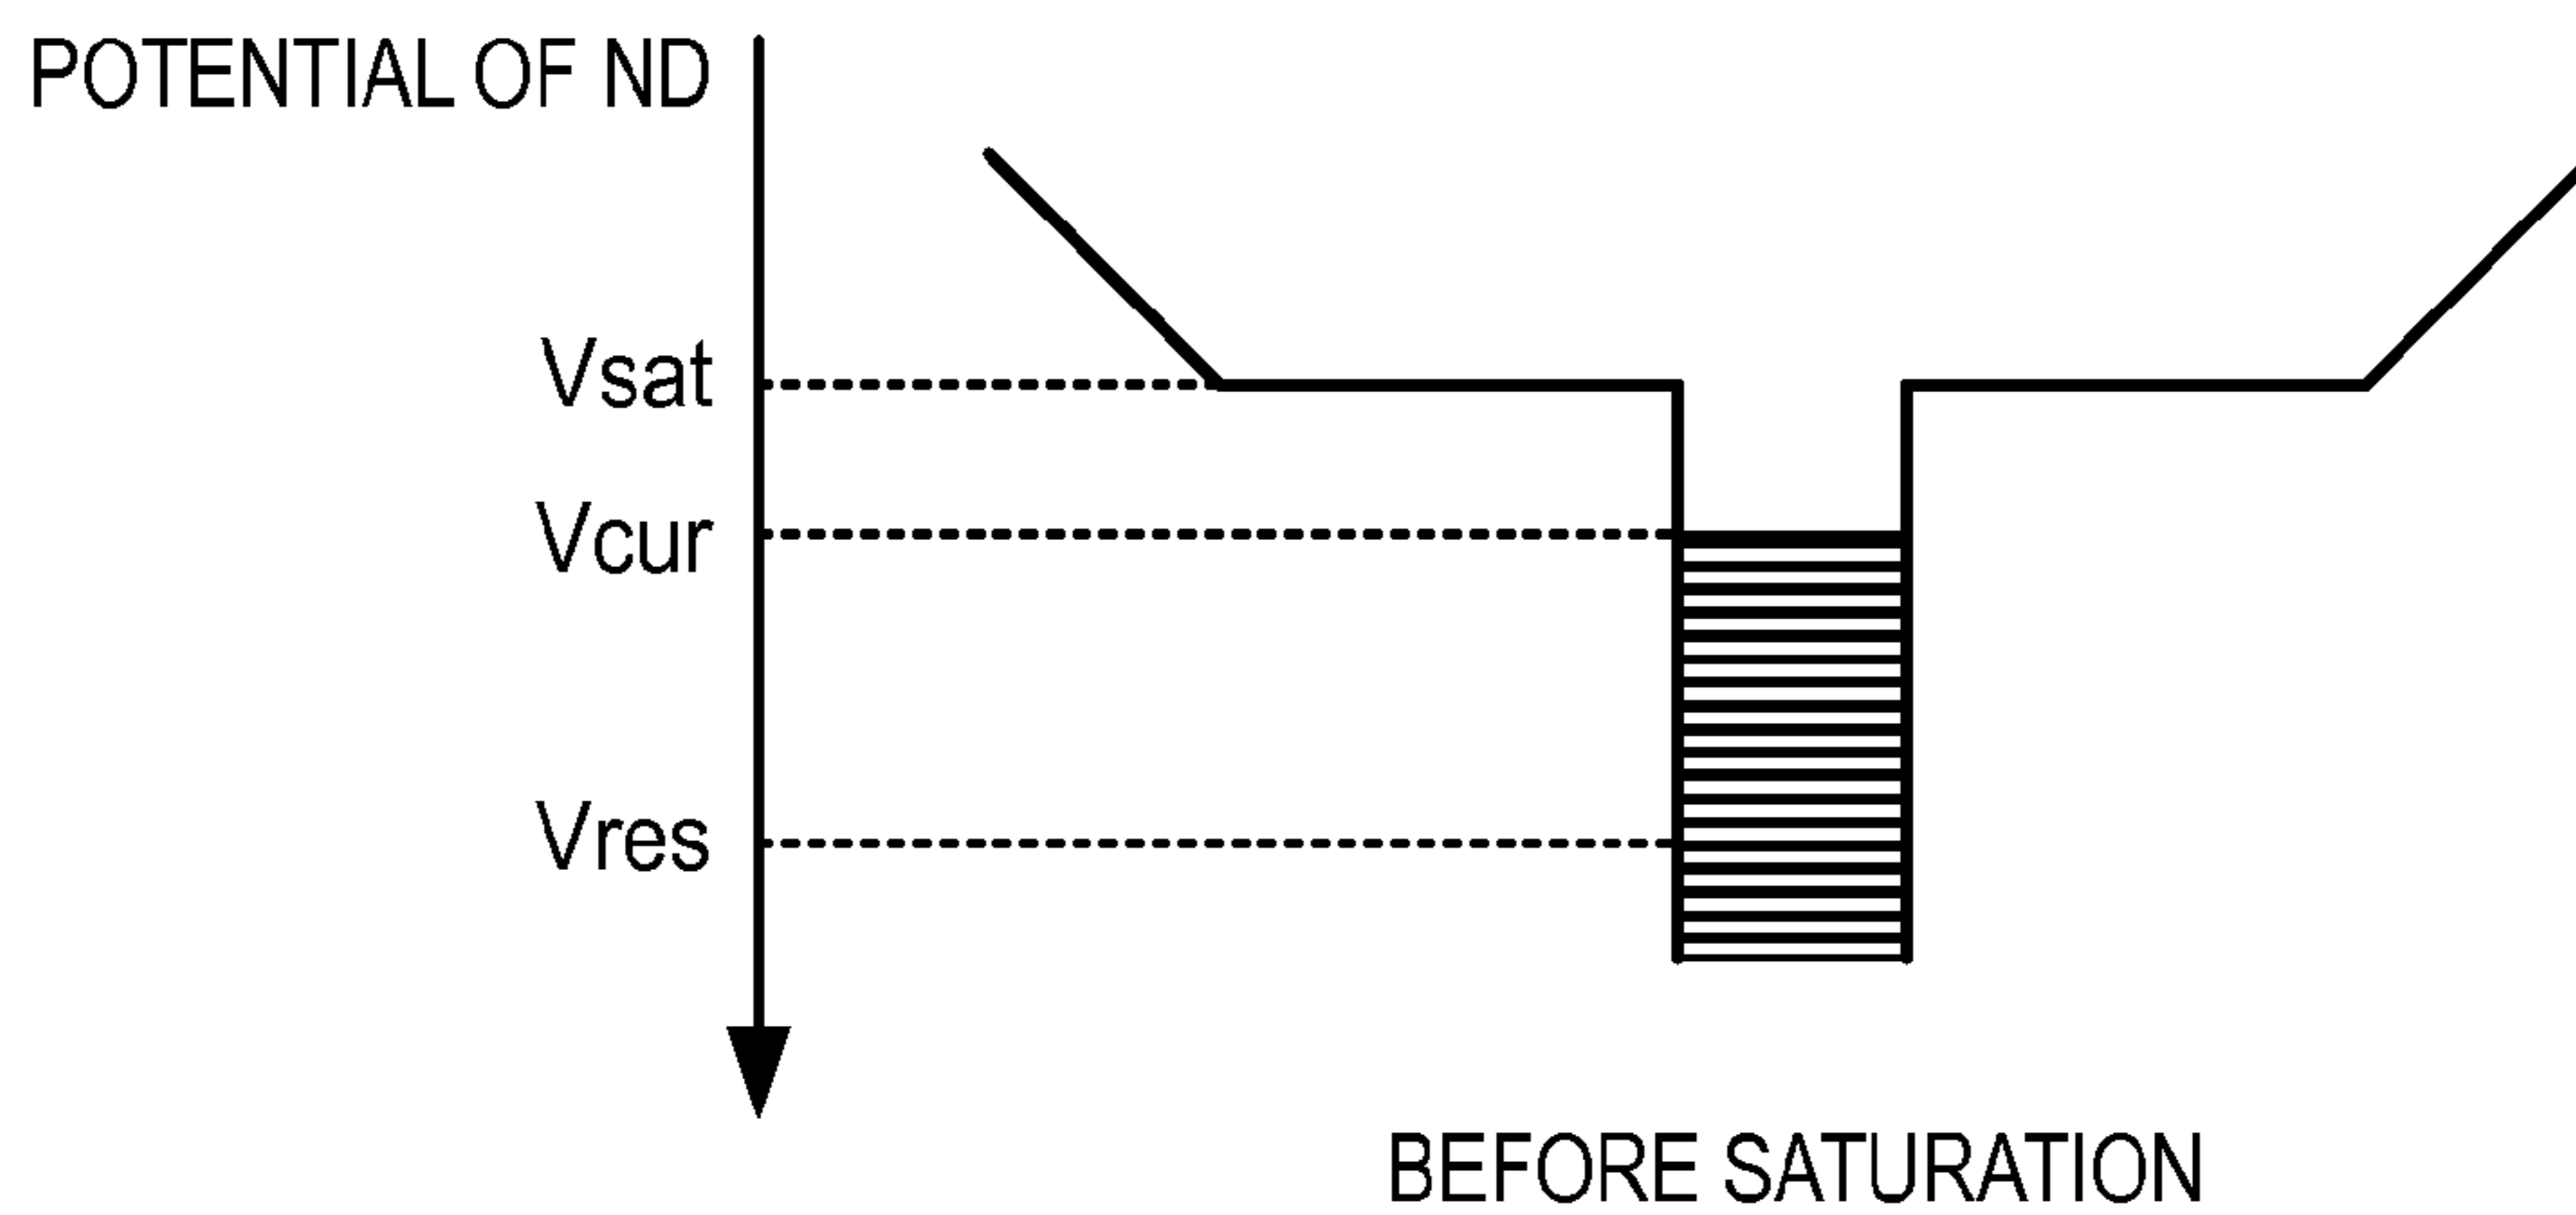 POTENTIAL OF ND
Vsat
Vcur
Vres
BEFORE SATURATION